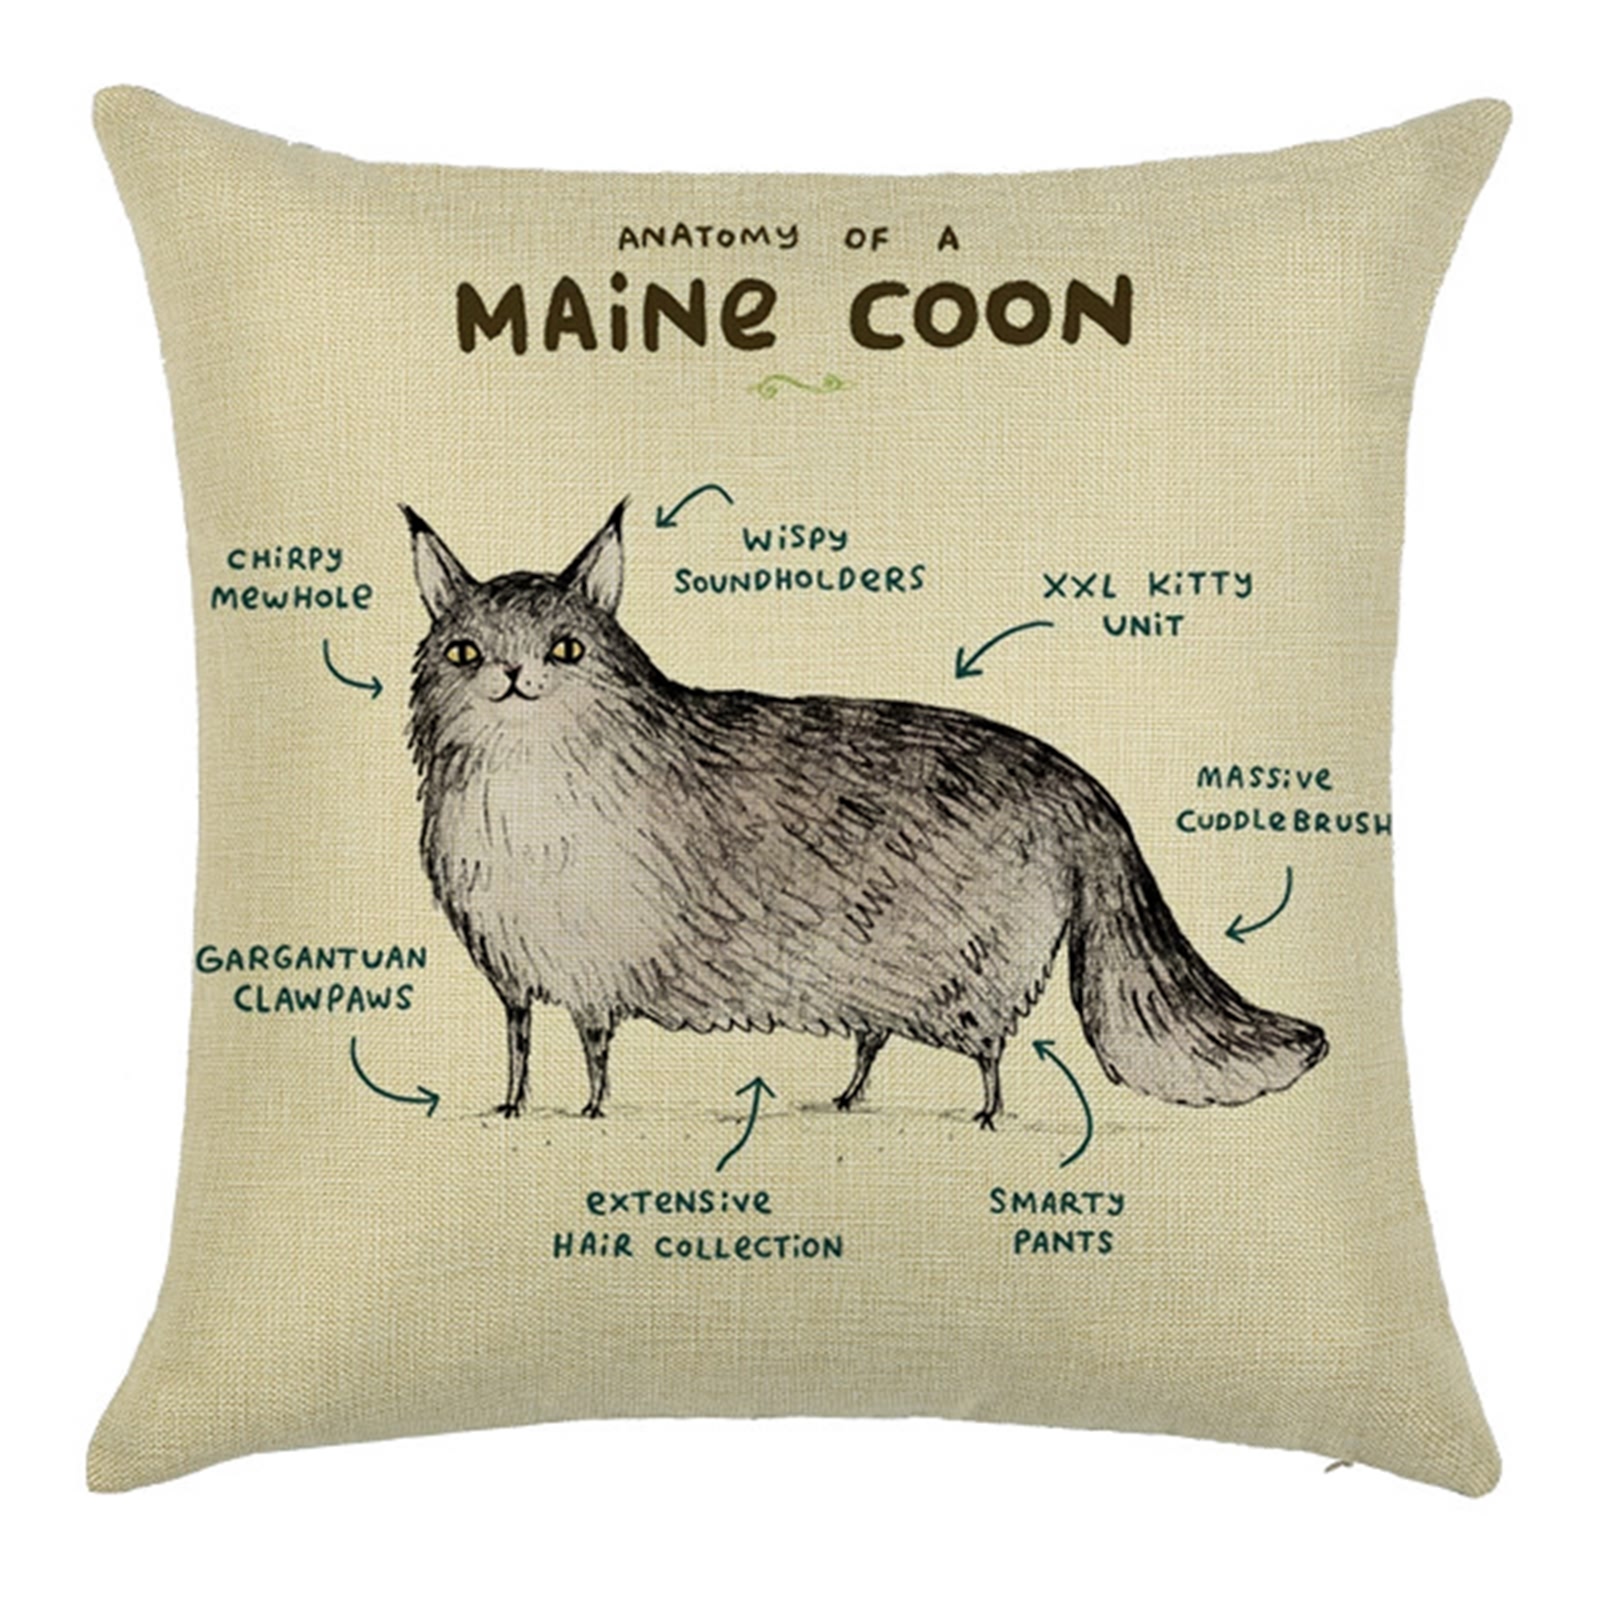 ANATOMY OF A
MAiNe COON
CHiRPY
MewHOLe
WiSPY
SOUNDHOLDeRS
XXL KiTTY
UNiT
MASSiVe
CUDDLeBRUSH
GARGANTUAN
CLAWPAWS
eXTeNSiVe
HAiR COLLeCTiON
SMARTY
PANTS